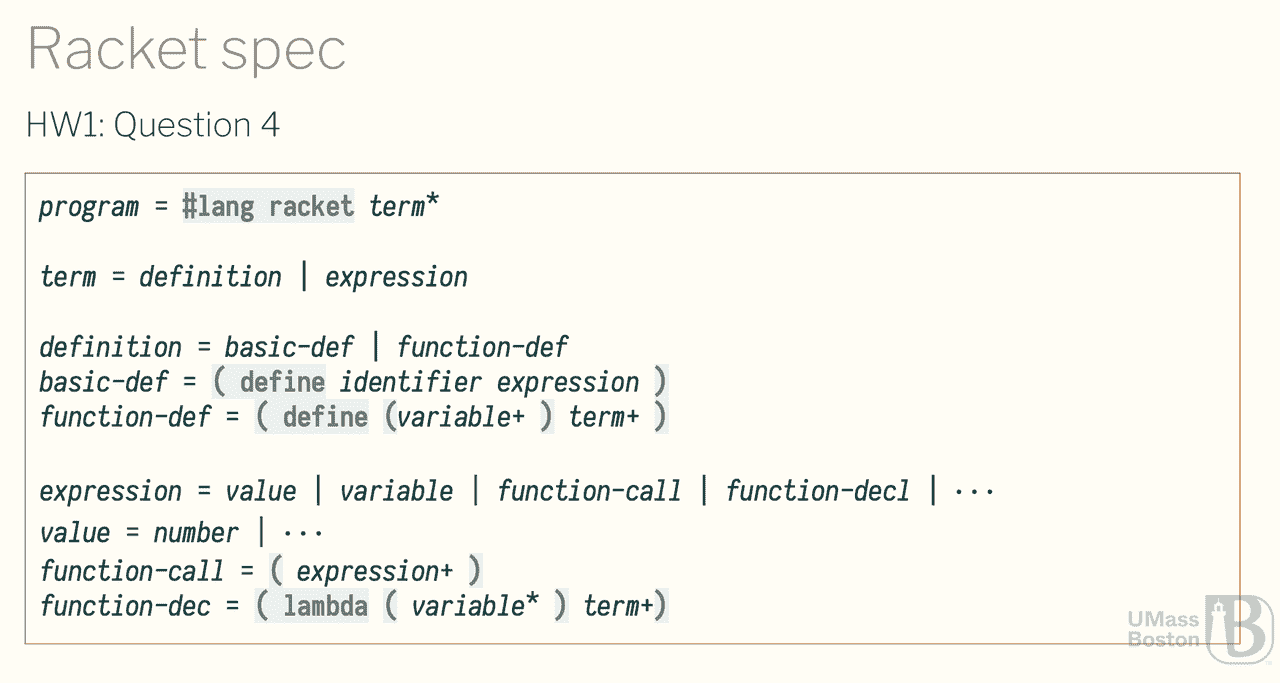 Racket spec
HW1: Question 4
program = #lang racket term*
term = definition | expression
definition = basic-def | function-def
basic-def = ( define identifier expression )
function-def = ( define (variable+ ) term+ )
expression = value | variable | function-call | function-decl | ···
value = number | ···
function-call = ( expression+ )
function-dec = ( lambda ( variable* ) term+)
UMass
Boston
B